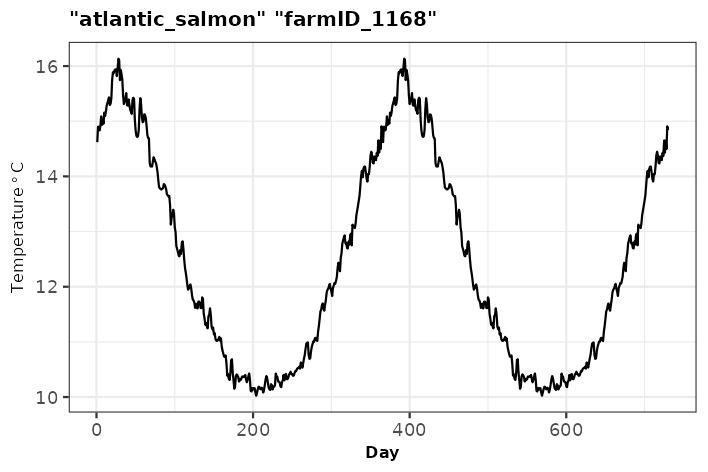 "atlantic_salmon" "farmID_1168"
Temperature ° C
16
14
12
10
0
200
400
600
Day